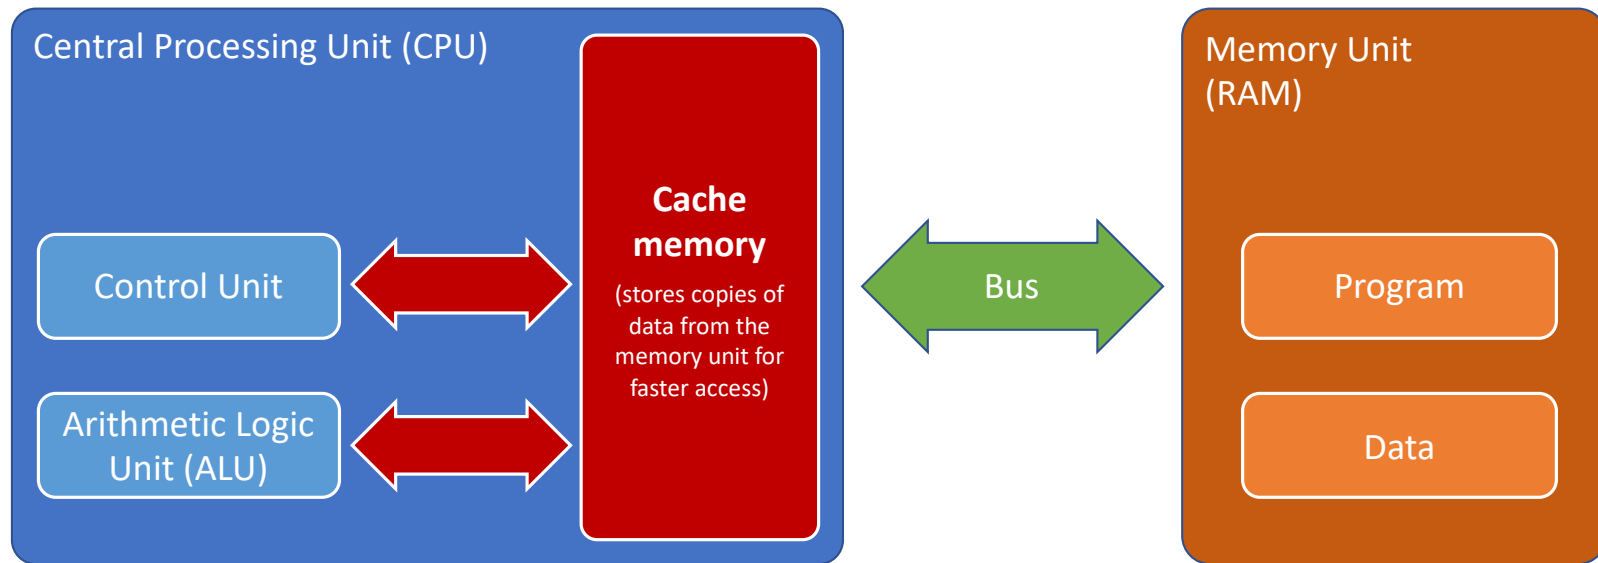 Central Processing Unit (CPU)
Cache
memory
(stores copies of
data from the
memory unit for
faster access)
Control Unit
Arithmetic Logic
Unit (ALU)
Bus
Memory Unit
(RAM)
Program
Data